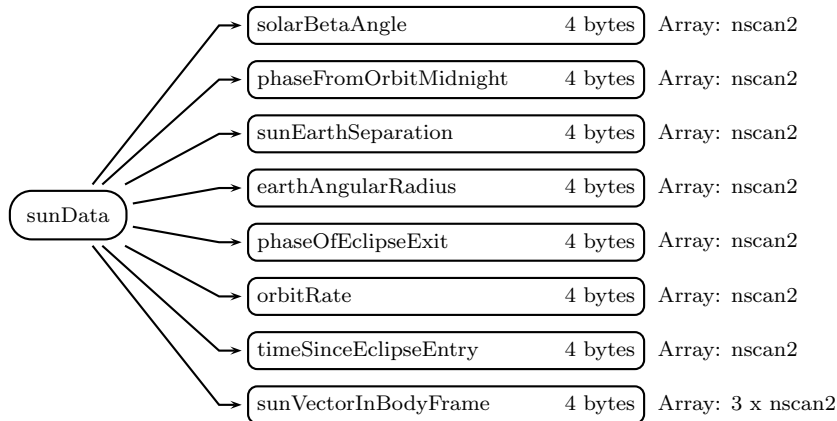 solarBetaAngle 4 bytes Array: nscan2
phaseFromOrbitMidnight 4 bytes Array: nscan2
sunEarthSeparation 4 bytes Array: nscan2
earthAngularRadius 4 bytes Array: nscan2
sunData
phaseOfEclipseExit 4 bytes Array: nscan2
orbitRate 4 bytes Array: nscan2
timeSinceEclipseEntry 4 bytes Array: nscan2
sunVectorInBodyFrame 4 bytes Array: 3 x nscan2